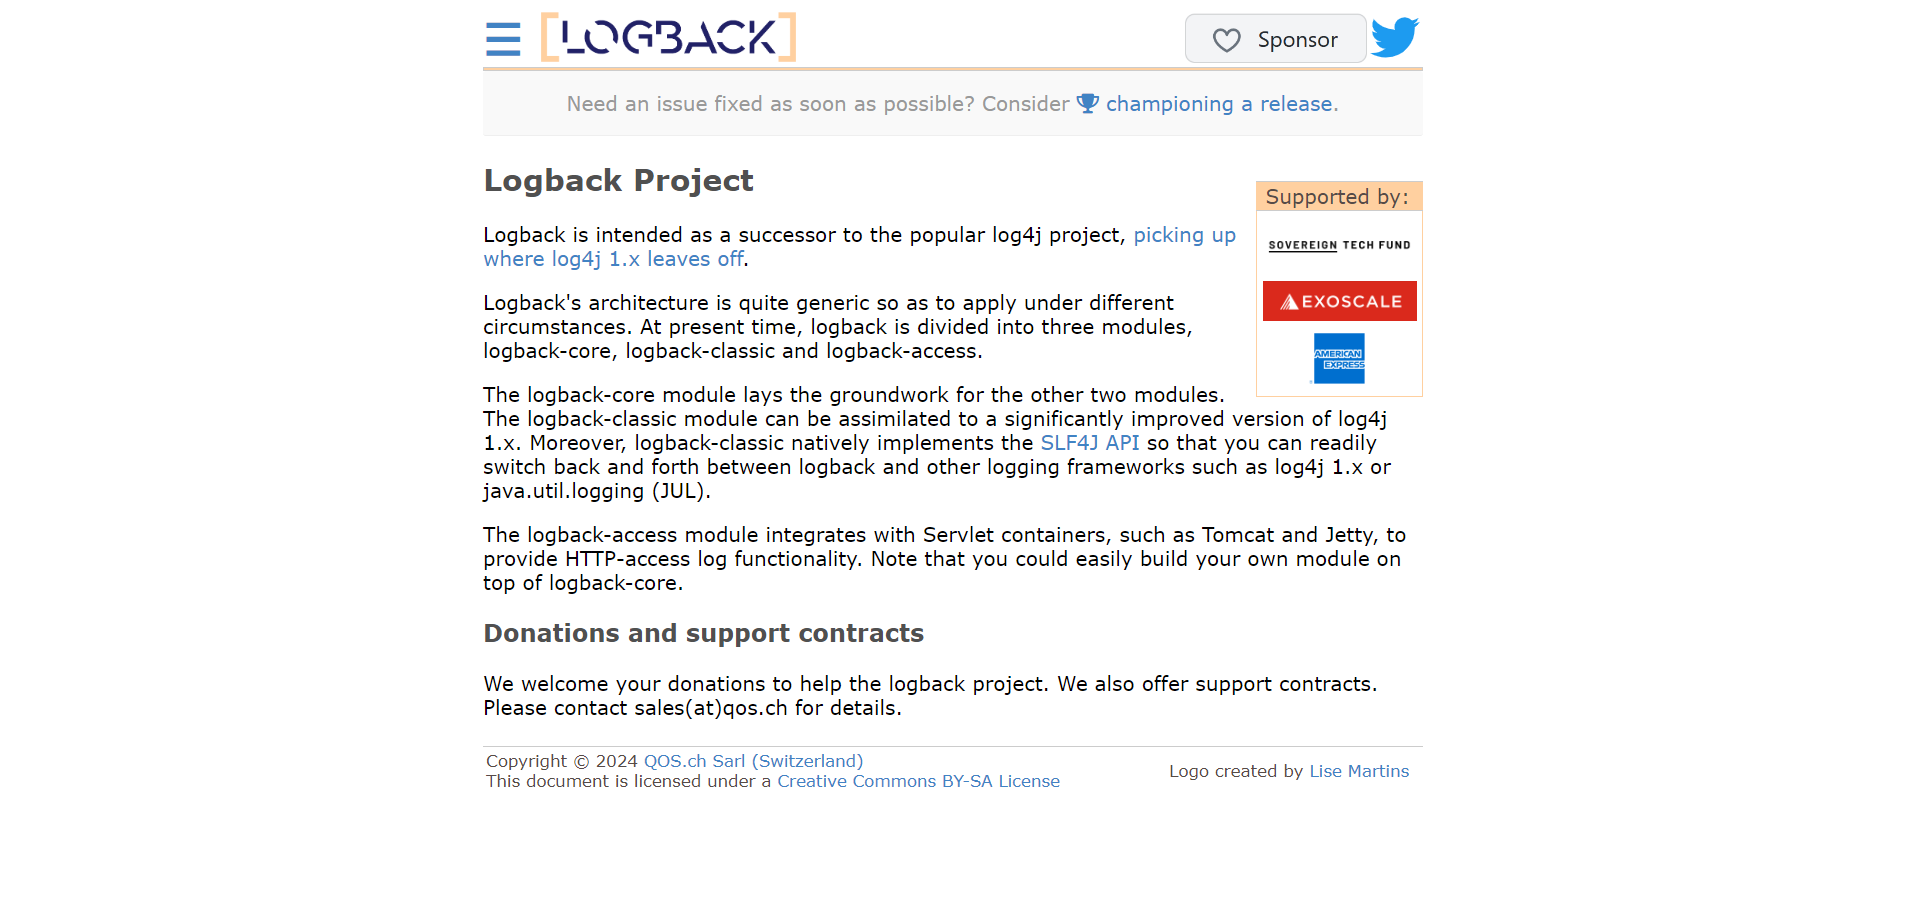 [LOGBACK]
Sponsor
Need an issue fixed as soon as possible? Consider championing a release.
Logback Project
Supported by:
SOVEREIGN TECH FUND
EXOSCALE
AMERICAN
EXPRESS
Logback is intended as a successor to the popular log4j project, picking up
where log4j 1.x leaves off.
Logback's architecture is quite generic so as to apply under different
circumstances. At present time, logback is divided into three modules,
logback-core, logback-classic and logback-access.
The logback-core module lays the groundwork for the other two modules.
The logback-classic module can be assimilated to a significantly improved version of log4j
1.x. Moreover, logback-classic natively implements the SLF4J API so that you can readily
switch back and forth between logback and other logging frameworks such as log4j 1.x or
java.util.logging (JUL).
The logback-access module integrates with Servlet containers, such as Tomcat and Jetty, to
provide HTTP-access log functionality. Note that you could easily build your own module on
top of logback-core.
Donations and support contracts
We welcome your donations to help the logback project. We also offer support contracts.
Please contact sales(at)qos.ch for details.
Copyright © 2024 QOS.ch Sarl (Switzerland)
This document is licensed under a Creative Commons BY-SA License
Logo created by Lise Martins